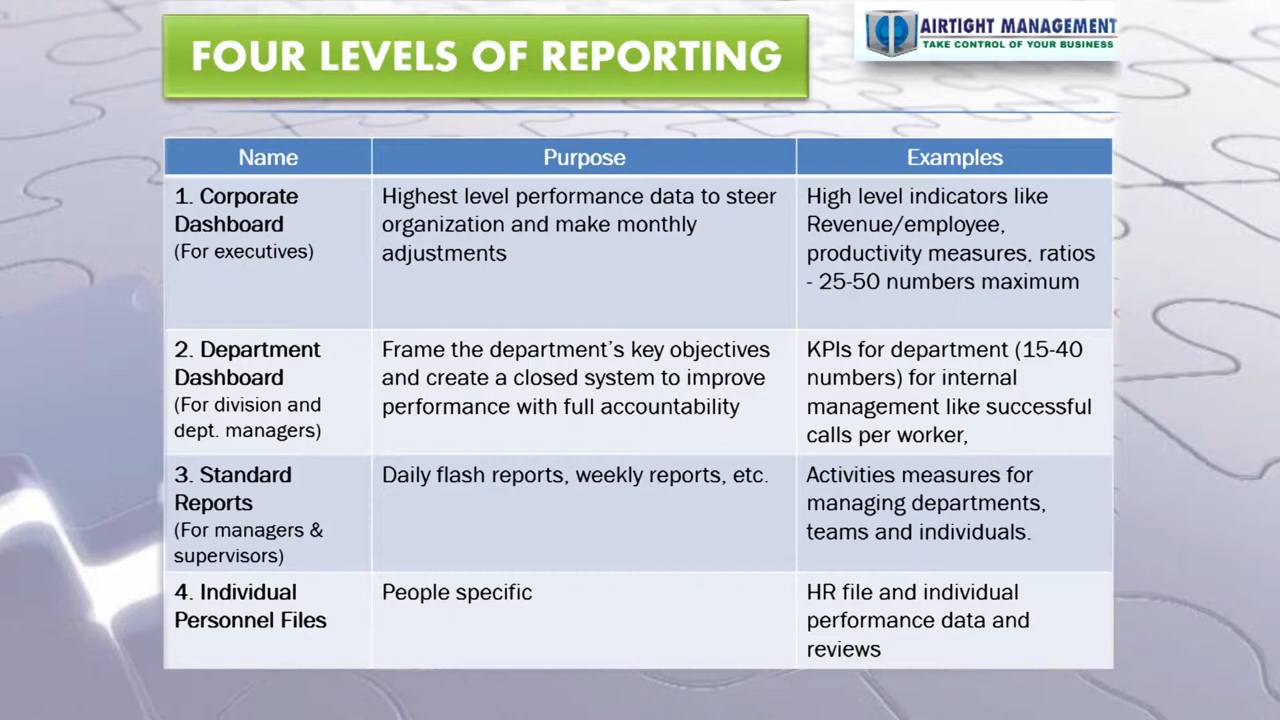 FOUR LEVELS OF REPORTING
AIRTIGHT MANAGEMENT
TAKE CONTROL OF YOUR BUSINESS
Name
Purpose
Examples
1. Corporate
Dashboard
(For executives)
Highest level performance data to steer
organization and make monthly
adjustments
High level indicators like
Revenue/employee,
productivity measures, ratios
- 25-50 numbers maximum
2. Department
Dashboard
(For division and
dept. managers)
Frame the department's key objectives
and create a closed system to improve
performance with full accountability
KPIs for department (15-40
numbers) for internal
management like successful
calls per worker,
3. Standard
Reports
(For managers &
supervisors)
Daily flash reports, weekly reports, etc.
Activities measures for
managing departments,
teams and individuals.
4. Individual
Personnel Files
People specific
HR file and individual
performance data and
reviews